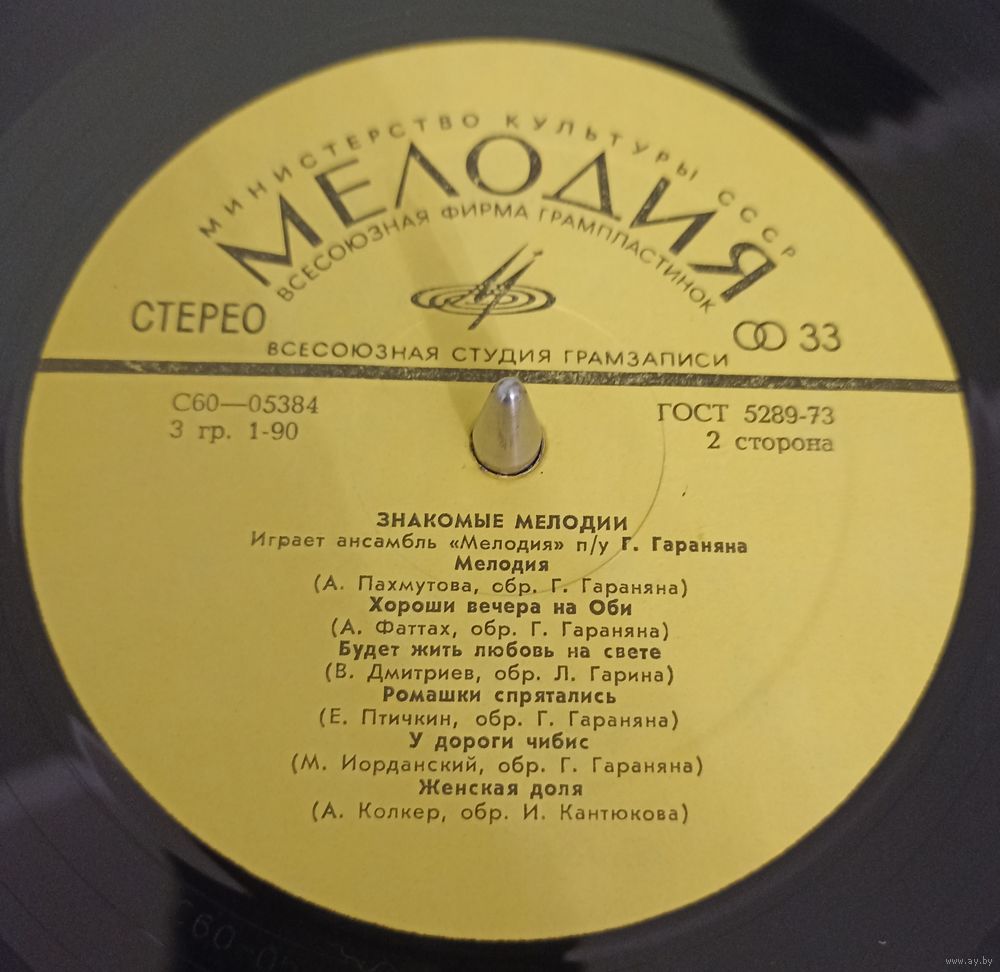 МИНИСТЕРСТВО КУЛЬТУРЫ СССР
МЕЛОДИЯ
ВСЕСОЮЗНАЯ ФИРМА ГРАМПЛАСТИНОК
СТЕРЕО
33
ВСЕСОЮЗНАЯ СТУДИЯ ГРАМЗАПИСИ
С60—05384
ГОСТ 5289-73
3 гр. 1-90
2 сторона
ЗНАКОМЫЕ МЕЛОДИИ
Играет ансамбль «Мелодия» п/у Г. Гараняна
Мелодия
(А. Пахмутова, обр. Г. Гараняна)
Хороши вечера на Оби
(А. Фаттах, обр. Г. Гараняна)
Будет жить любовь на свете
(В. Дмитриев, обр. Л. Гарина)
Ромашки спрятались
(Е. Птичкин, обр. Г. Гараняна)
У дороги чибис
(М. Иорданский, обр. Г. Гараняна)
Женская доля
(А. Колкер, обр. И. Кантюкова)
www.ay.by